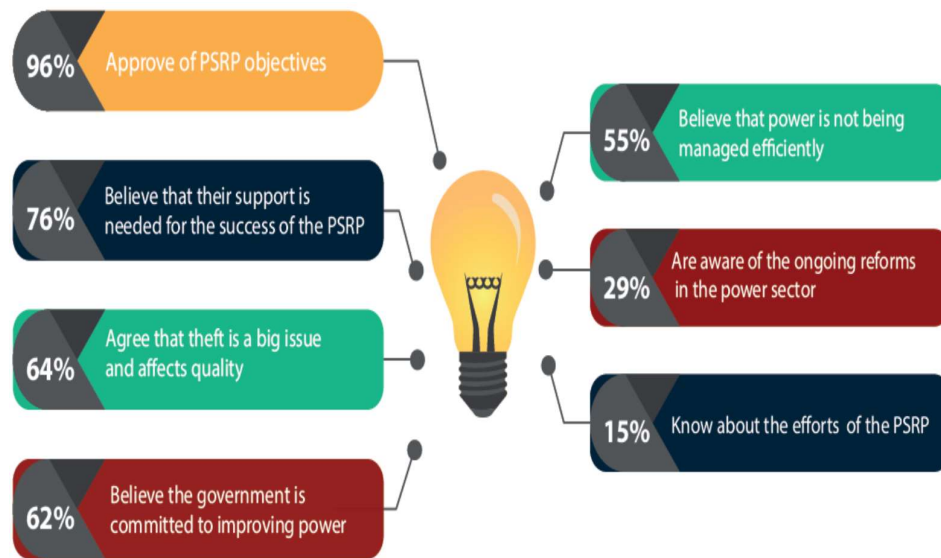 96%
Approve of PSRP objectives
76%
Believe that their support is
needed for the success of the PSRP
64%
Agree that theft is a big issue
and affects quality
62%
Believe the government is
committed to improving power
55%
Believe that power is not being
managed efficiently
29%
Are aware of the ongoing reforms
in the power sector
15%
Know about the efforts of the PSRP